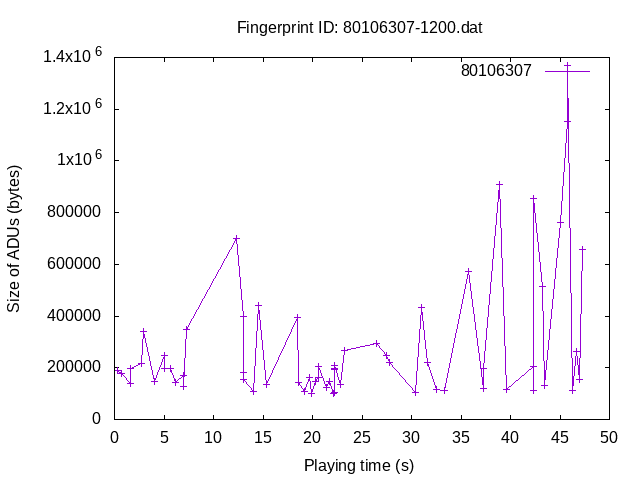 Fingerprint ID: 80106307-1200.dat
1.4x10^6
80106307
1.2x10^6
1x10^6
800000
600000
400000
200000
0
Size of ADUs (bytes)
0 5 10 15 20 25 30 35 40 45 50
Playing time (s)